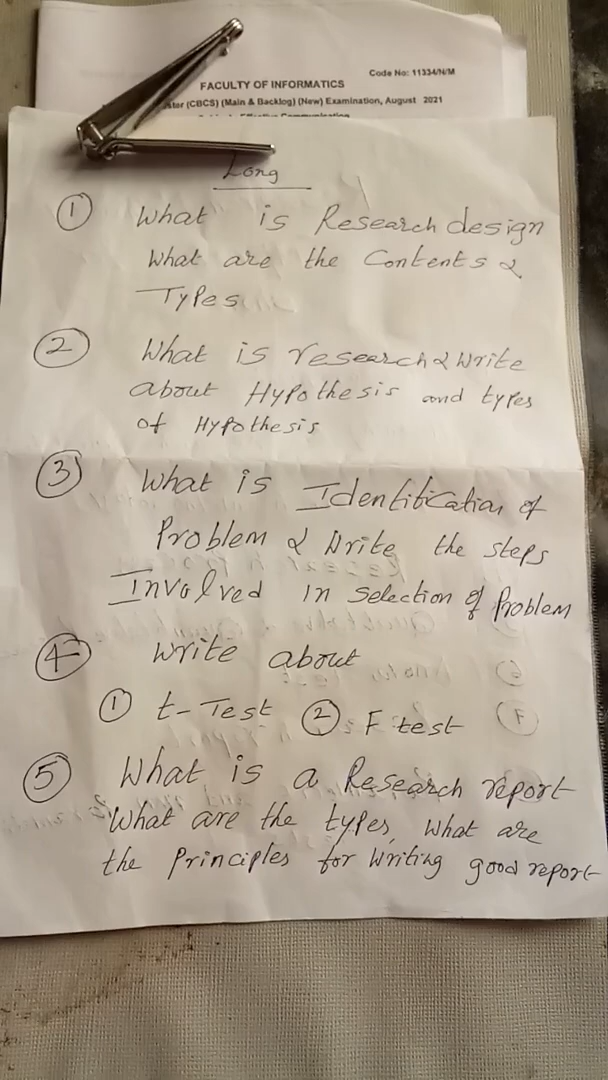 Code No: 11334/N/M
FACULTY OF INFORMATICS
ster (CBCS) (Main & Backlog) (New) Examination, August 2021
Long
① What is Research design
What are the Contents &
Types
② What is research & Write
about Hypothesis and types
of Hypothesis
③ What is Identification of
Problem & Write the steps
Involved in selection of Problem
④ Write about
① t-Test ② F test
⑤ What is a Research report
What are the types, What are
the Principles for Writing good report